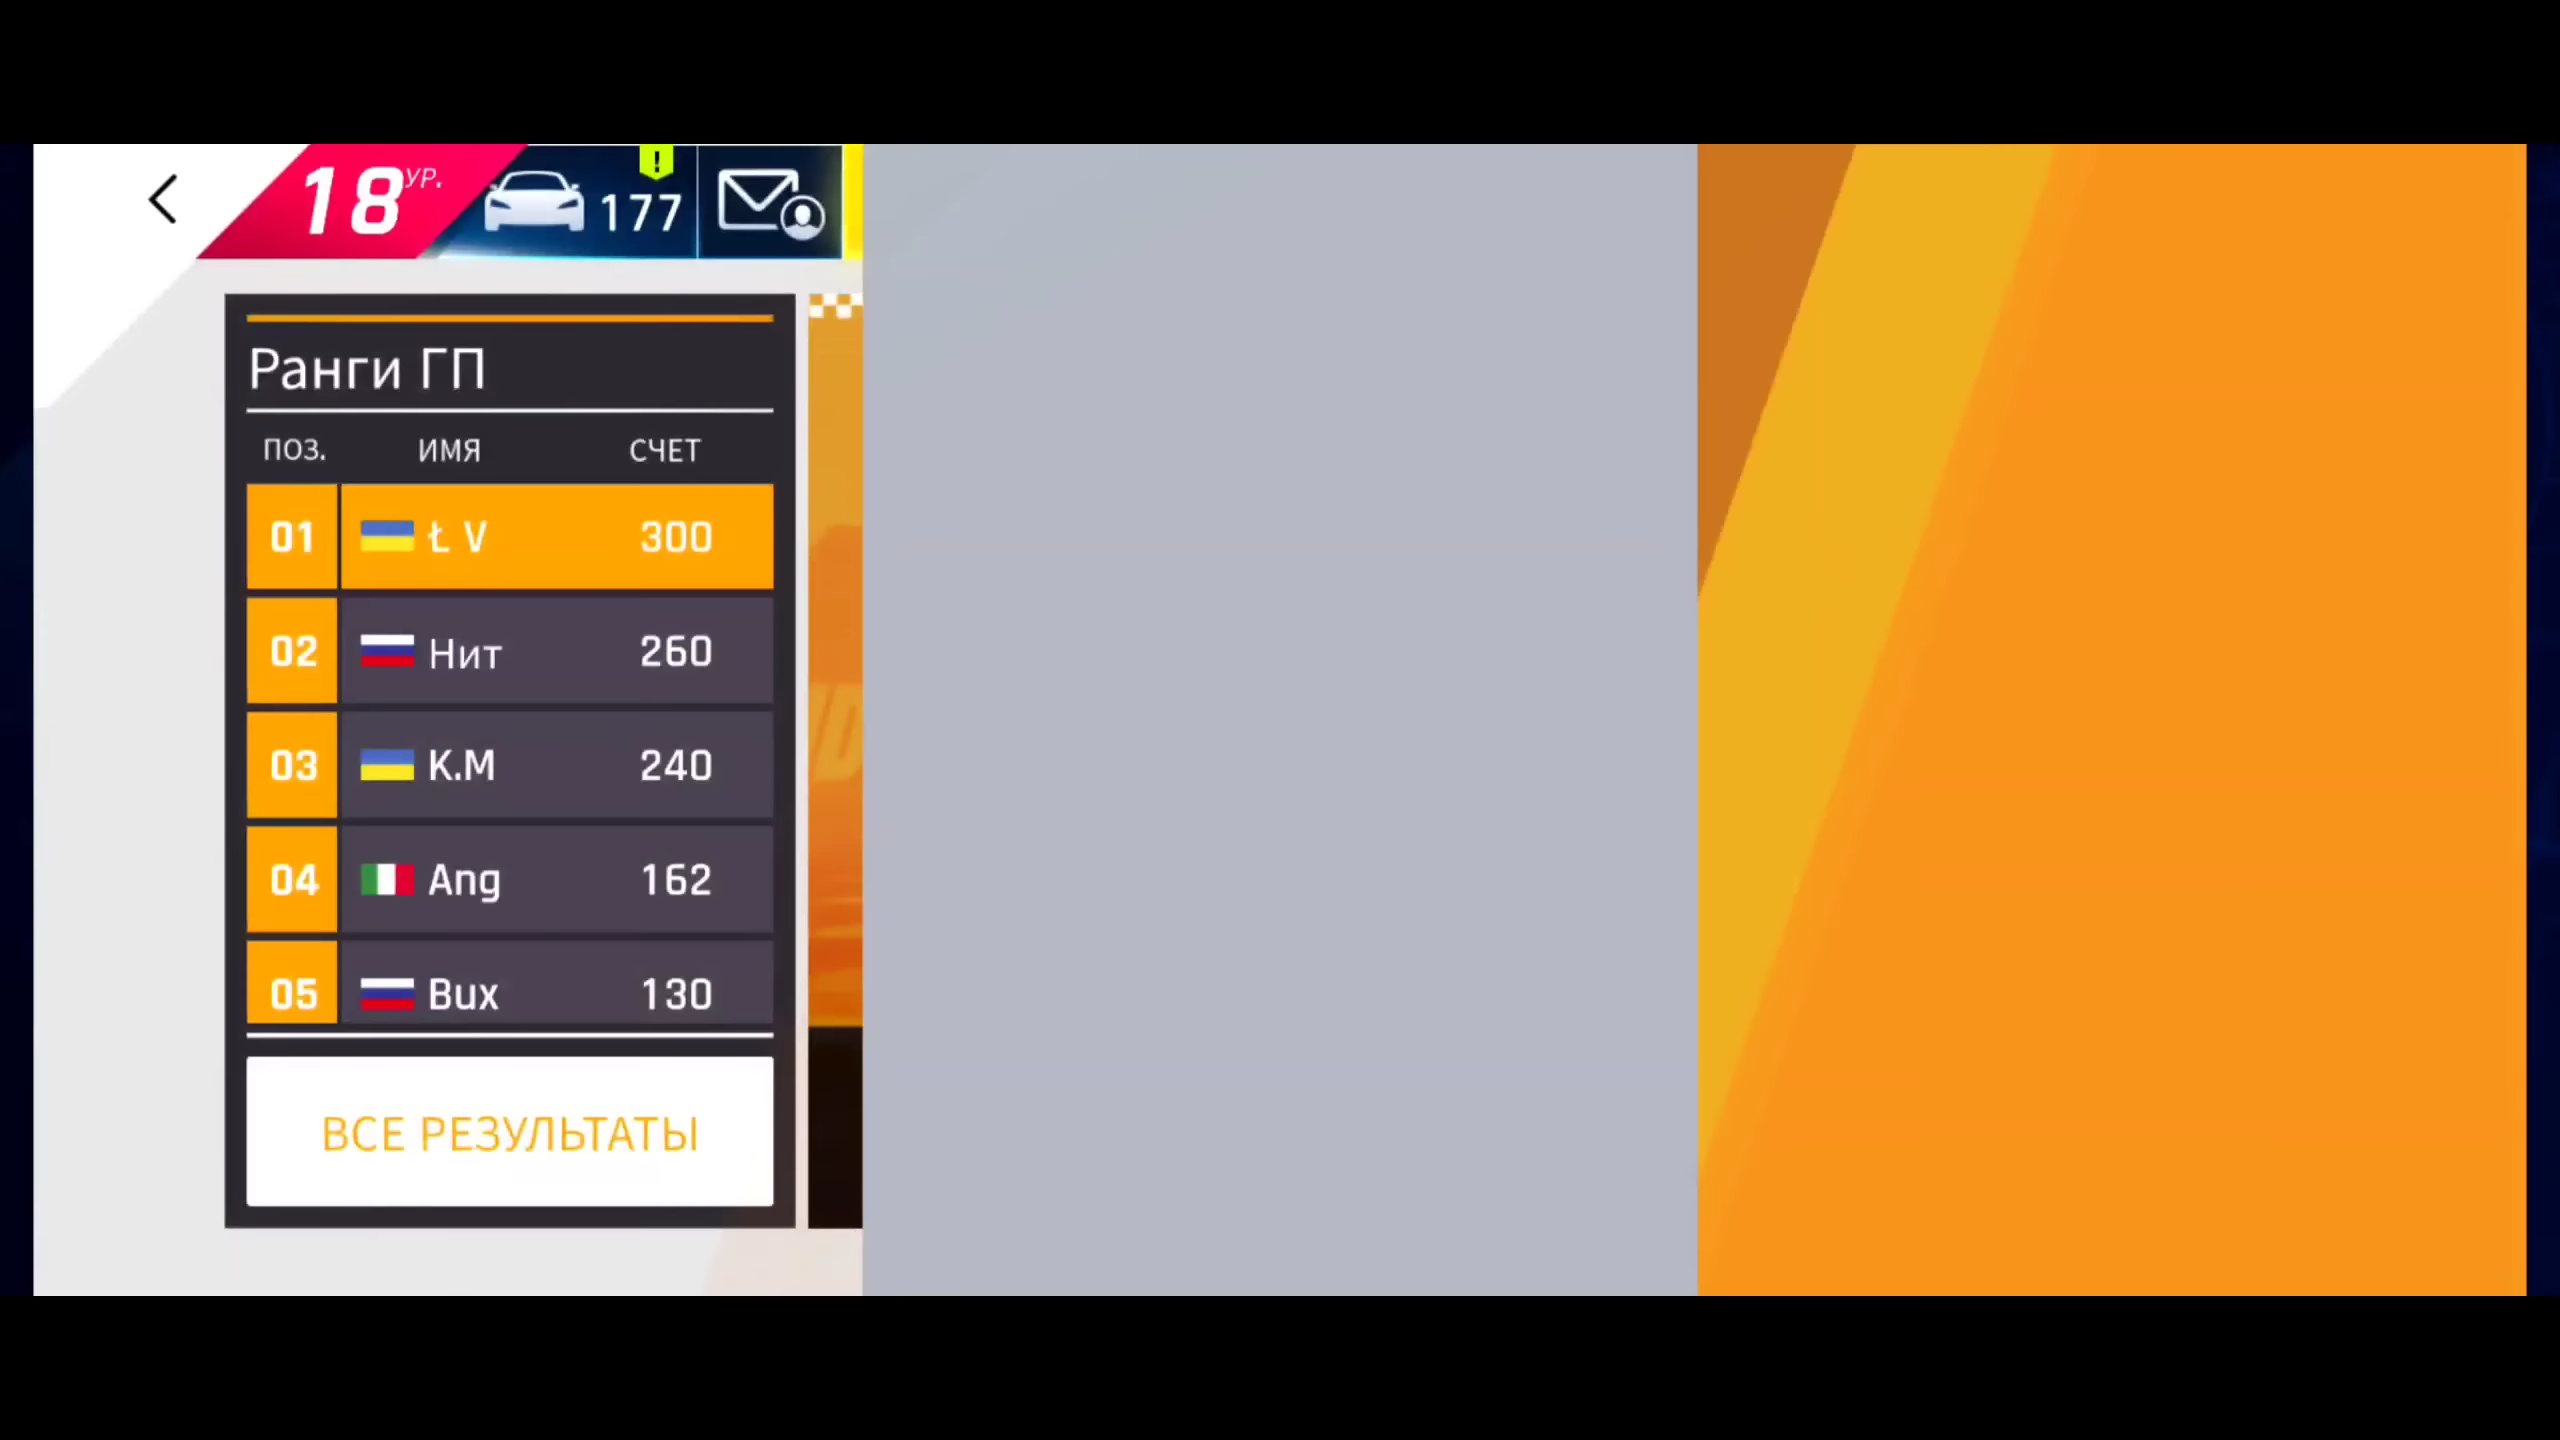 18 УР.
! 177
Ранги ГП
ПОЗ. ИМЯ СЧЕТ
01 Ł V 300
02 Нит 260
03 K.M 240
04 Ang 162
05 Bux 130
ВСЕ РЕЗУЛЬТАТЫ